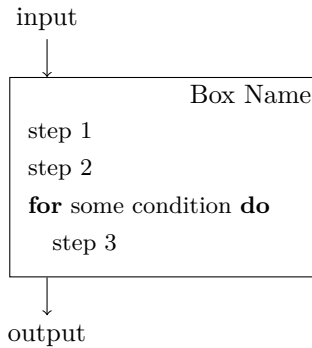 input
Box Name
step 1
step 2
for some condition do
step 3
output